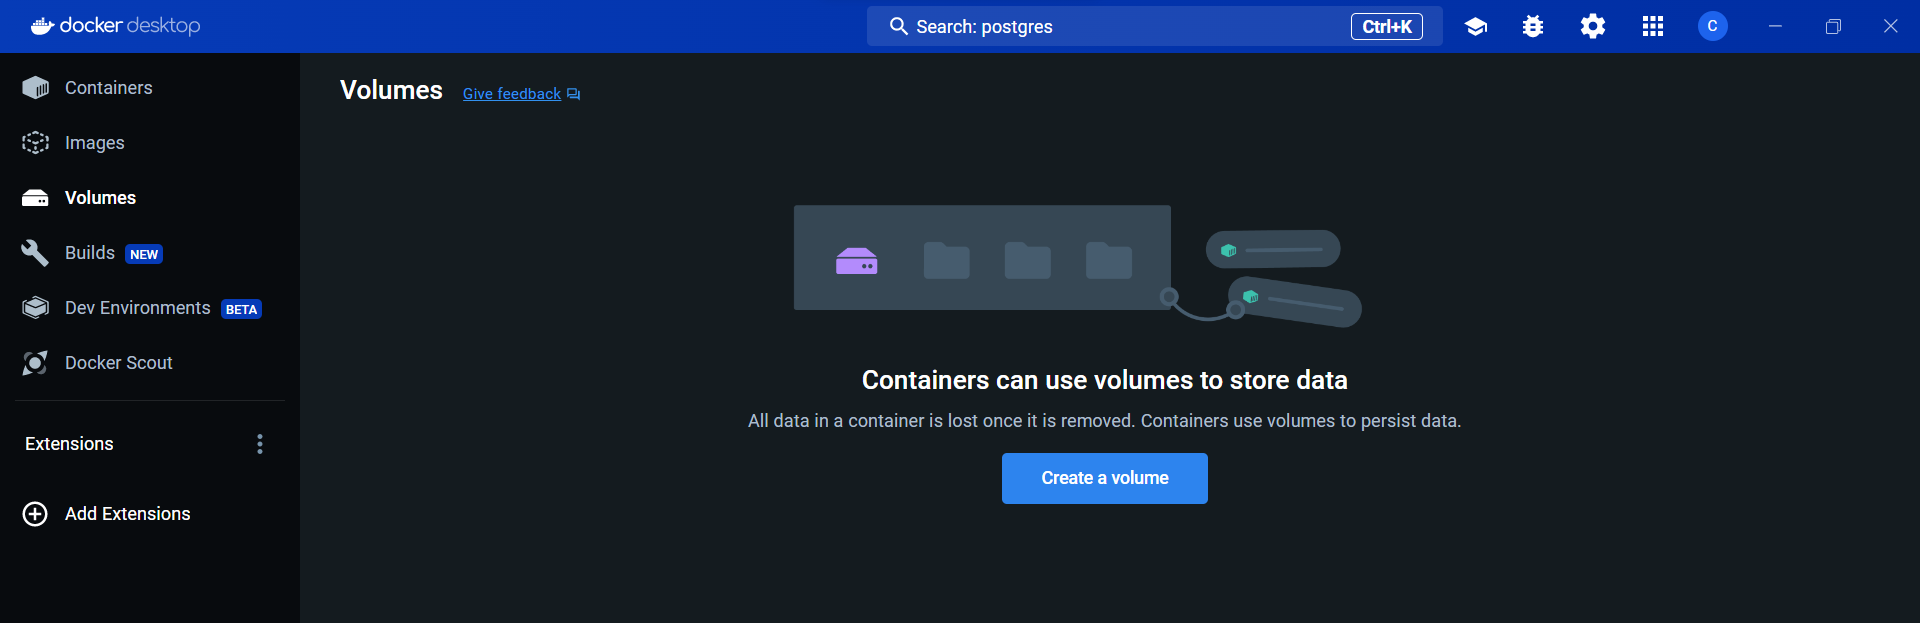 docker desktop
Search: postgres
Ctrl+K
C
Containers
Images
Volumes
Builds NEW
Dev Environments BETA
Docker Scout
Extensions
Add Extensions
Volumes Give feedback
Containers can use volumes to store data
All data in a container is lost once it is removed. Containers use volumes to persist data.
Create a volume